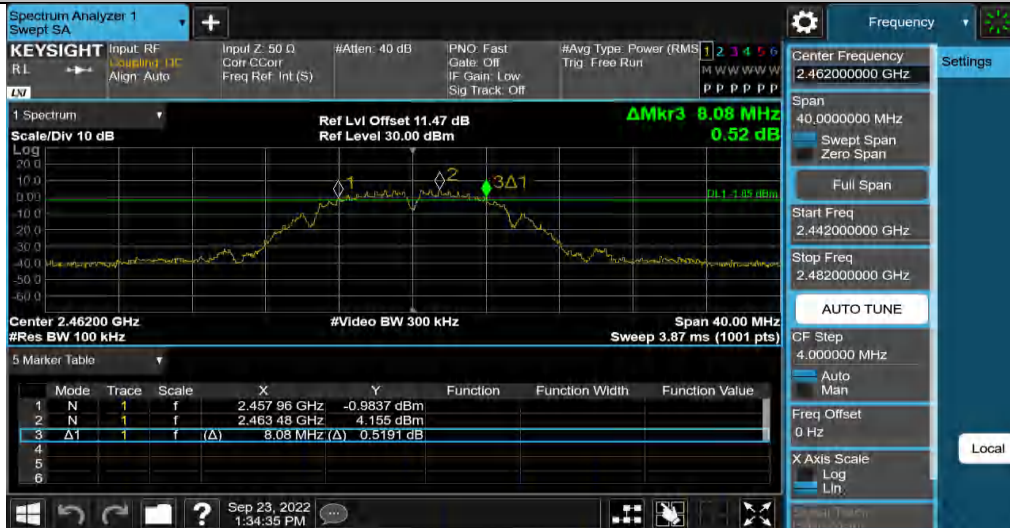 Spectrum Analyzer 1
Swept SA
+
Frequency
KEYSIGHT
RL
LXI
Input: RF
Coupling: DC
Align: Auto
Input Z: 50 Ω
Corr CCorr
Freq Ref: Int (S)
#Atten: 40 dB
PNO: Fast
Gate: Off
IF Gain: Low
Sig Track: Off
#Avg Type: Power (RMS
Trig: Free Run
1 2 3 4 5 6
M W W W W W
P P P P P P
1 Spectrum
Scale/Div 10 dB
Ref Lvl Offset 11.47 dB
Ref Level 30.00 dBm
ΔMkr3 8.08 MHz
0.52 dB
Log
20.0
10.0
0.00
-10.0
-20.0
-30.0
-40.0
-50.0
-60.0
1
2
3Δ1
DL1 -1.85 dBm
Center 2.46200 GHz
#Video BW 300 kHz
Span 40.00 MHz
#Res BW 100 kHz
Sweep 3.87 ms (1001 pts)
5 Marker Table
Mode Trace Scale X Y Function Function Width Function Value
1 N 1 f 2.457 96 GHz -0.9837 dBm
2 N 1 f 2.463 48 GHz 4.155 dBm
3 Δ1 1 f (Δ) 8.08 MHz (Δ) 0.5191 dB
4
5
6
?
Sep 23, 2022
1:34:35 PM
Center Frequency
2.462000000 GHz
Settings
Span
40.0000000 MHz
Swept Span
Zero Span
Full Span
Start Freq
2.442000000 GHz
Stop Freq
2.482000000 GHz
AUTO TUNE
CF Step
4.000000 MHz
Auto
Man
Freq Offset
0 Hz
X Axis Scale
Log
Lin
Local